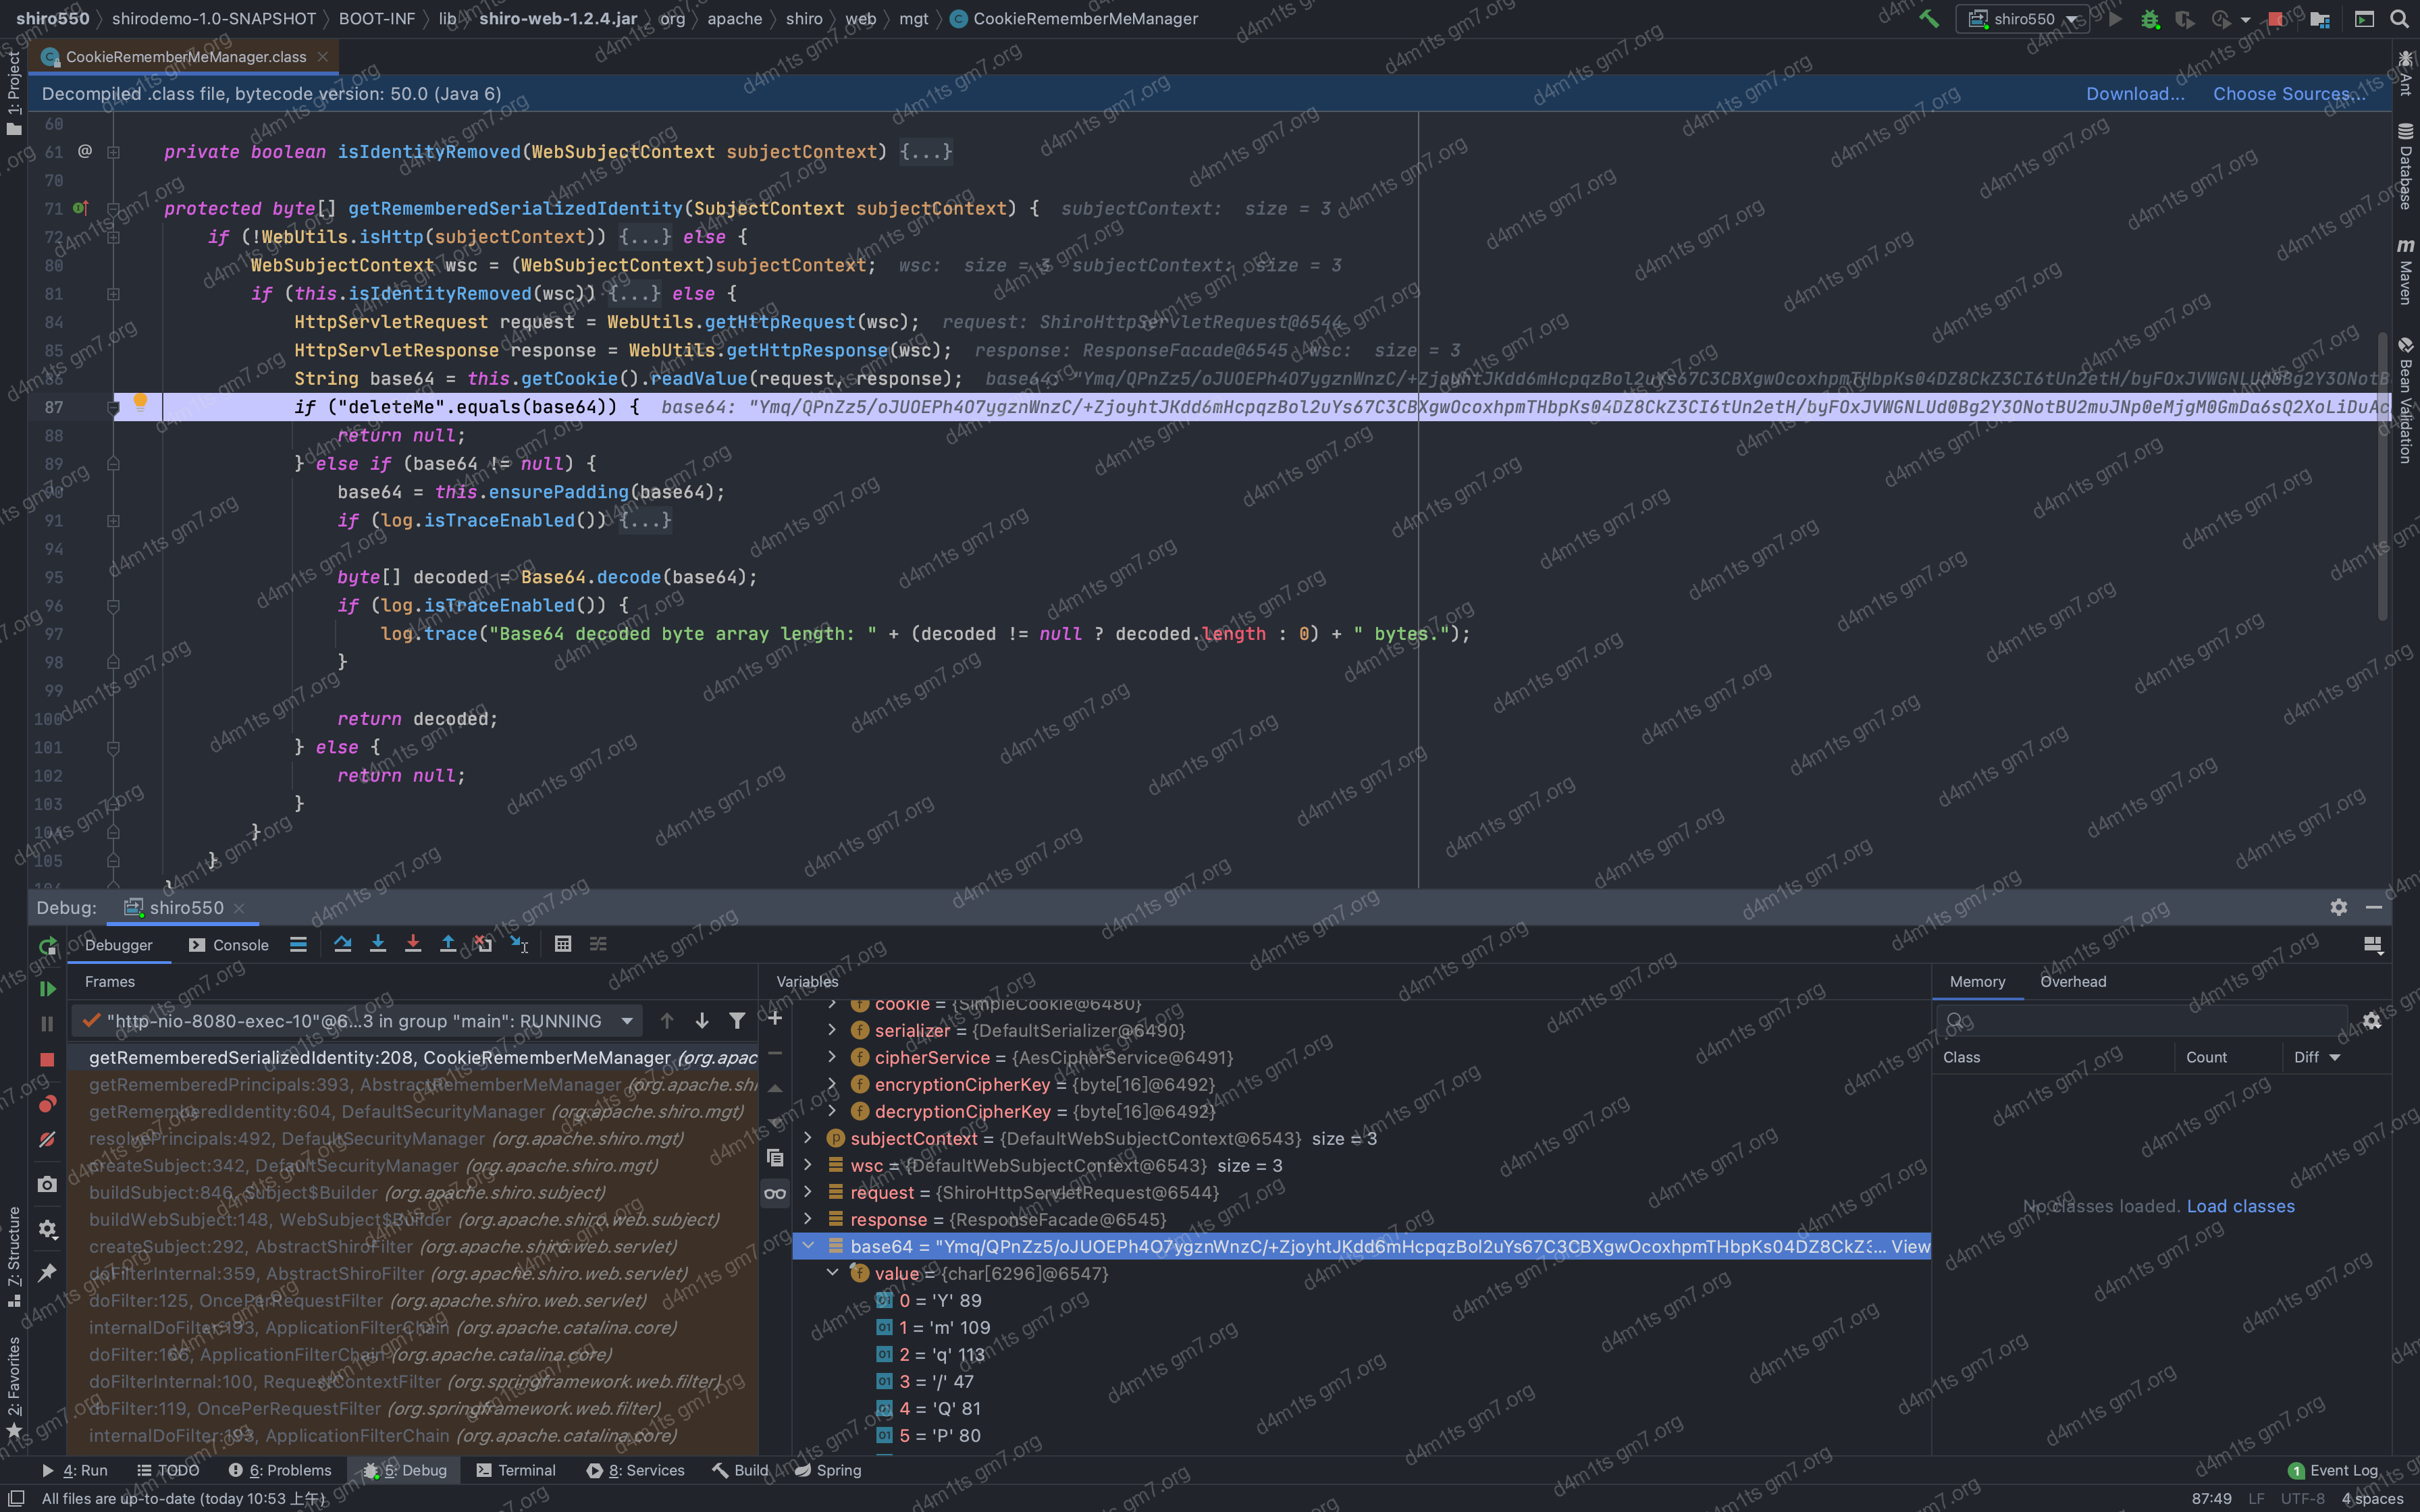 shiro550 › shirodemo-1.0-SNAPSHOT › BOOT-INF › lib › shiro-web-1.2.4.jar › org › apache › shiro › web › mgt › CookieRememberMeManager
shiro550
CookieRememberMeManager.class
Decompiled .class file, bytecode version: 50.0 (Java 6)
Download... Choose Sources...
60
61 @ private boolean isIdentityRemoved(WebSubjectContext subjectContext) {...}
70
71 protected byte[] getRememberedSerializedIdentity(SubjectContext subjectContext) { subjectContext: size = 3
72 if (!WebUtils.isHttp(subjectContext)) {...} else {
80 WebSubjectContext wsc = (WebSubjectContext)subjectContext; wsc: size = 3 subjectContext: size = 3
81 if (this.isIdentityRemoved(wsc)) {...} else {
84 HttpServletRequest request = WebUtils.getHttpRequest(wsc); request: ShiroHttpServletRequest@6544
85 HttpServletResponse response = WebUtils.getHttpResponse(wsc); response: ResponseFacade@6545 wsc: size = 3
86 String base64 = this.getCookie().readValue(request, response); base64:
87 if ("deleteMe".equals(base64)) { base64:
88 return null;
89 } else if (base64 != null) {
90 base64 = this.ensurePadding(base64);
91 if (log.isTraceEnabled()) {...}
94
95 byte[] decoded = Base64.decode(base64);
96 if (log.isTraceEnabled()) {
97 log.trace("Base64 decoded byte array length: " + (decoded != null ? decoded.length : 0) + " bytes.");
98 }
99
100 return decoded;
101 } else {
102 return null;
103 }
104 }
105 }
Debug: shiro550
Debugger Console
Frames
"http-nio-8080-exec-10"@6...3 in group "main": RUNNING
getRememberedSerializedIdentity:208, CookieRememberMeManager (org.apac
getRememberedPrincipals:393, AbstractRememberMeManager (org.apache.shi
getRememberedIdentity:604, DefaultSecurityManager (org.apache.shiro.mgt)
resolvePrincipals:492, DefaultSecurityManager (org.apache.shiro.mgt)
createSubject:342, DefaultSecurityManager (org.apache.shiro.mgt)
buildSubject:846, Subject$Builder (org.apache.shiro.subject)
buildWebSubject:148, WebSubject$Builder (org.apache.shiro.web.subject)
createSubject:292, AbstractShiroFilter (org.apache.shiro.web.servlet)
doFilterInternal:359, AbstractShiroFilter (org.apache.shiro.web.servlet)
doFilter:125, OncePerRequestFilter (org.apache.shiro.web.servlet)
internalDoFilter:193, ApplicationFilterChain (org.apache.catalina.core)
doFilter:166, ApplicationFilterChain (org.apache.catalina.core)
doFilterInternal:100, RequestContextFilter (org.springframework.web.filter)
doFilter:119, OncePerRequestFilter (org.springframework.web.filter)
internalDoFilter:193, ApplicationFilterChain (org.apache.catalina.core)
Variables
cookie = {SimpleCookie@6480}
serializer = {DefaultSerializer@6490}
cipherService = {AesCipherService@6491}
encryptionCipherKey = {byte[16]@6492}
decryptionCipherKey = {byte[16]@6492}
subjectContext = {DefaultWebSubjectContext@6543} size = 3
wsc = {DefaultWebSubjectContext@6543} size = 3
request = {ShiroHttpServletRequest@6544}
response = {ResponseFacade@6545}
base64 = ... View
value = {char[6296]@6547}
0 = 'Y' 89
1 = 'm' 109
2 = 'q' 113
3 = '/' 47
4 = 'Q' 81
5 = 'P' 80
Memory Overhead
Class Count Diff
No classes loaded. Load classes
1: Project
7: Structure
2: Favorites
Ant
Database
Maven
Bean Validation
4: Run TODO 6: Problems 5: Debug Terminal 8: Services Build Spring
1 Event Log
All files are up-to-date (today 10:53 上午)
87:49 LF UTF-8 4 spaces
d4m1ts gm7.org